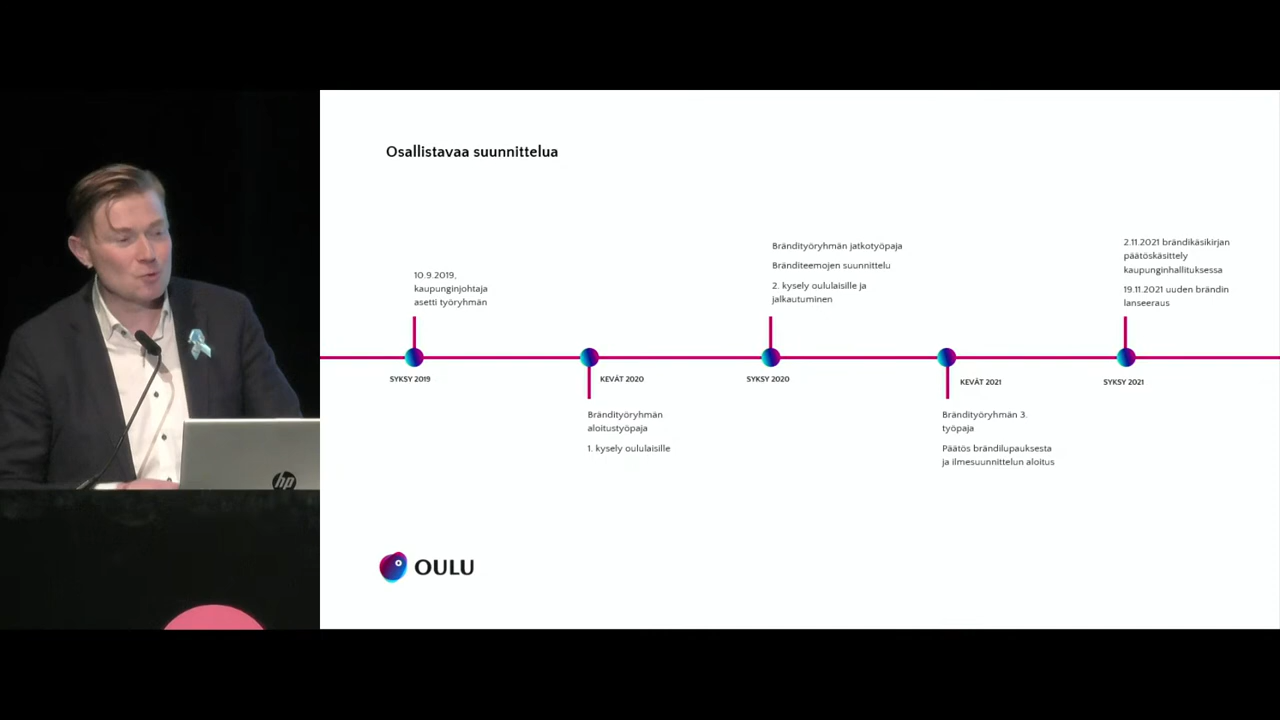 Osallistavaa suunnittelua
10.9.2019,
kaupunginjohtaja
asetti työryhmän
SYKSY 2019
KEVÄT 2020
Brändityöryhmän
aloitustyöpaja
1. kysely oululaisille
Brändityöryhmän jatkotyöpaja
Bränditeemojen suunnittelu
2. kysely oululaisille ja
jalkautuminen
SYKSY 2020
KEVÄT 2021
Brändityöryhmän 3.
työpaja
Päätös brändilupauksesta
ja ilmesuunnittelun aloitus
2.11.2021 brändikäsikirjan
päätöskäsittely
kaupunginhallituksessa
19.11.2021 uuden brändin
lanseeraus
SYKSY 2021
OULU
hp